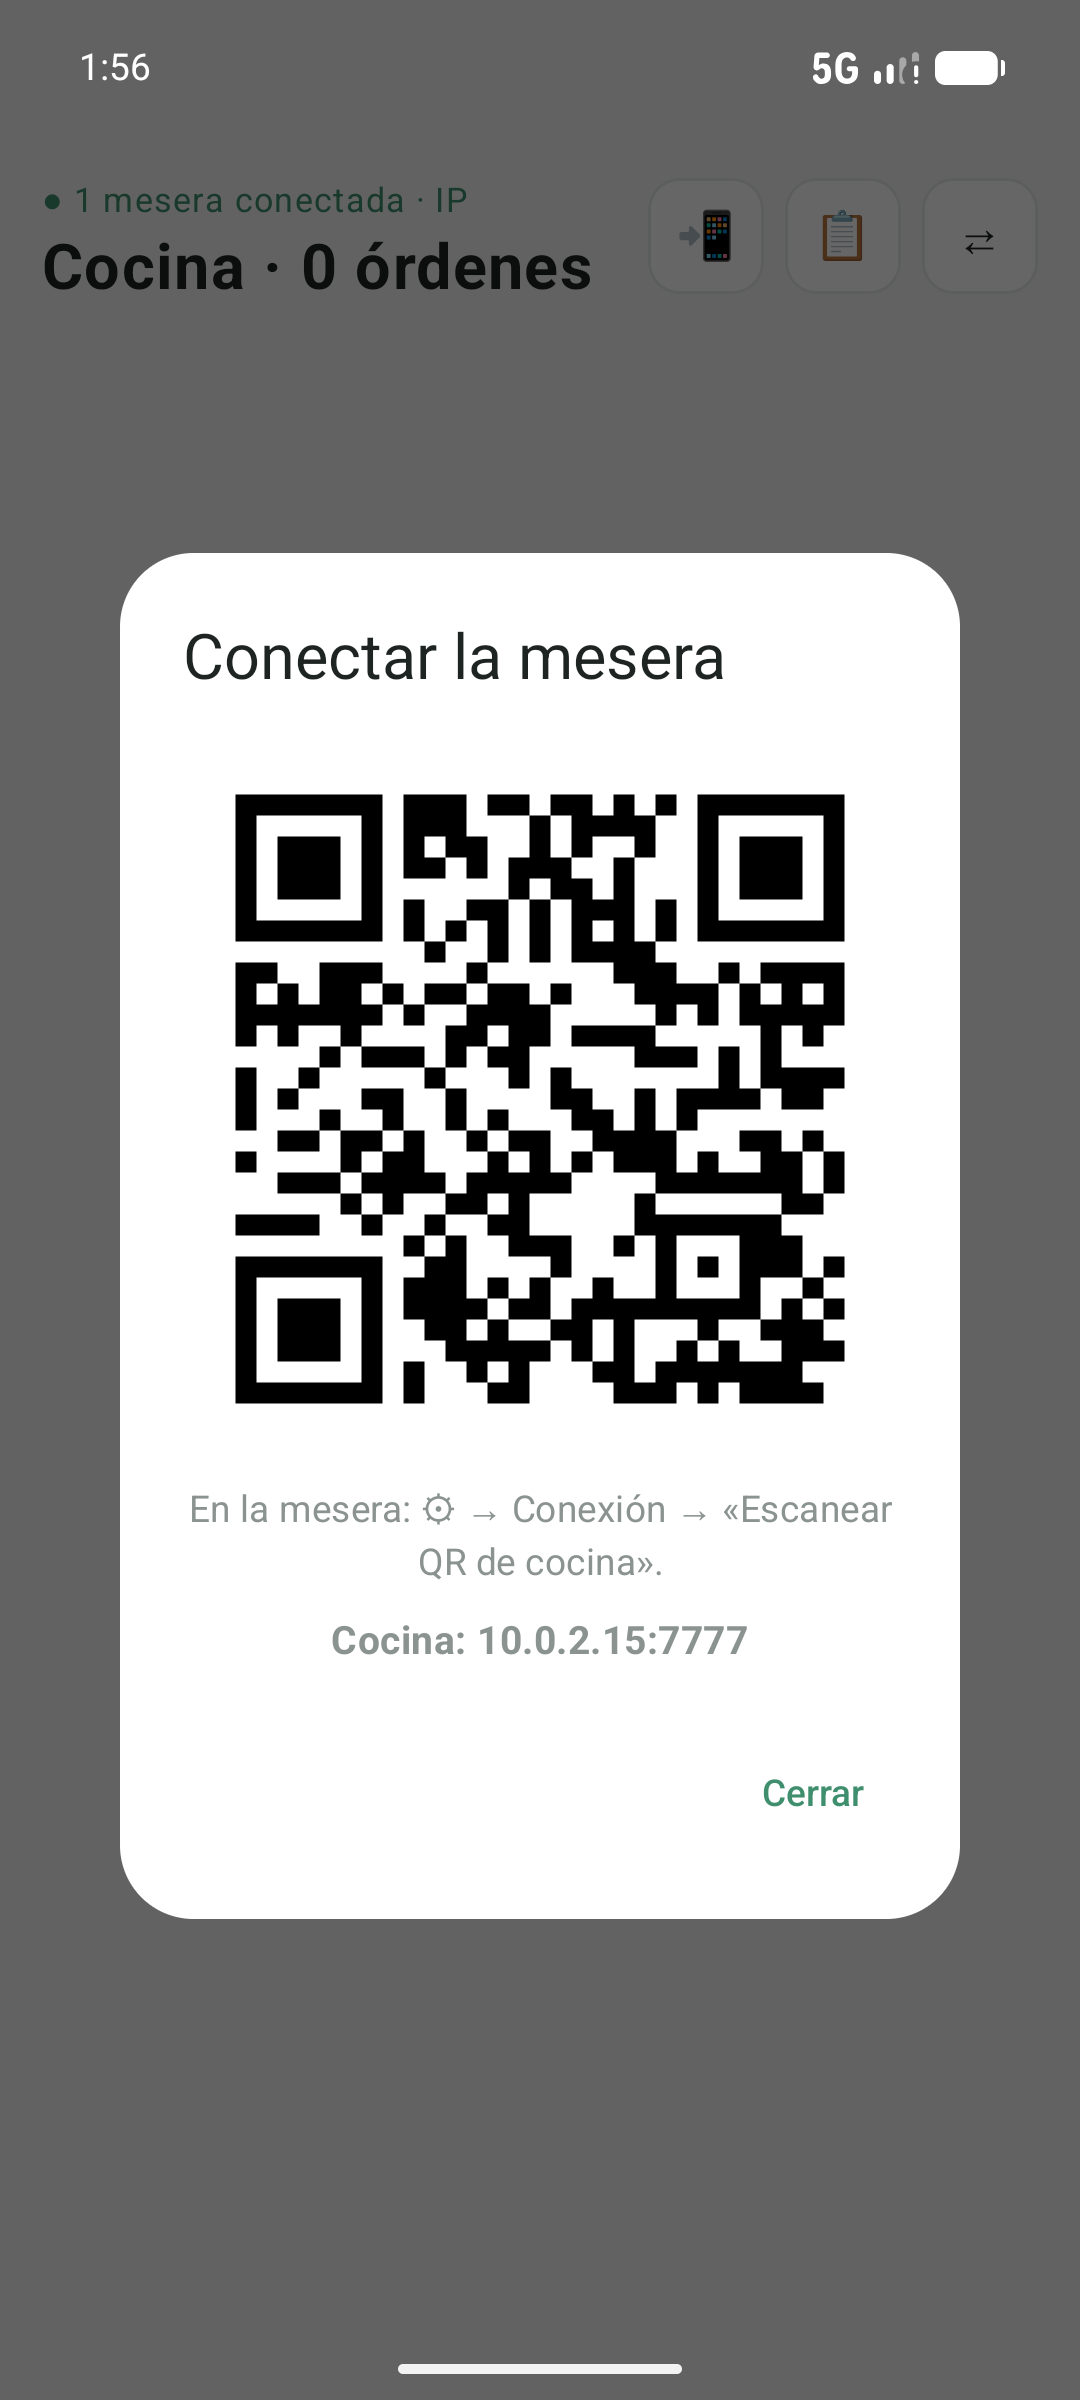 1:56
5G
● 1 mesera conectada · IP
Cocina · 0 órdenes
Conectar la mesera
En la mesera: ⚙ → Conexión → «Escanear
QR de cocina».
Cocina: 10.0.2.15:7777
Cerrar